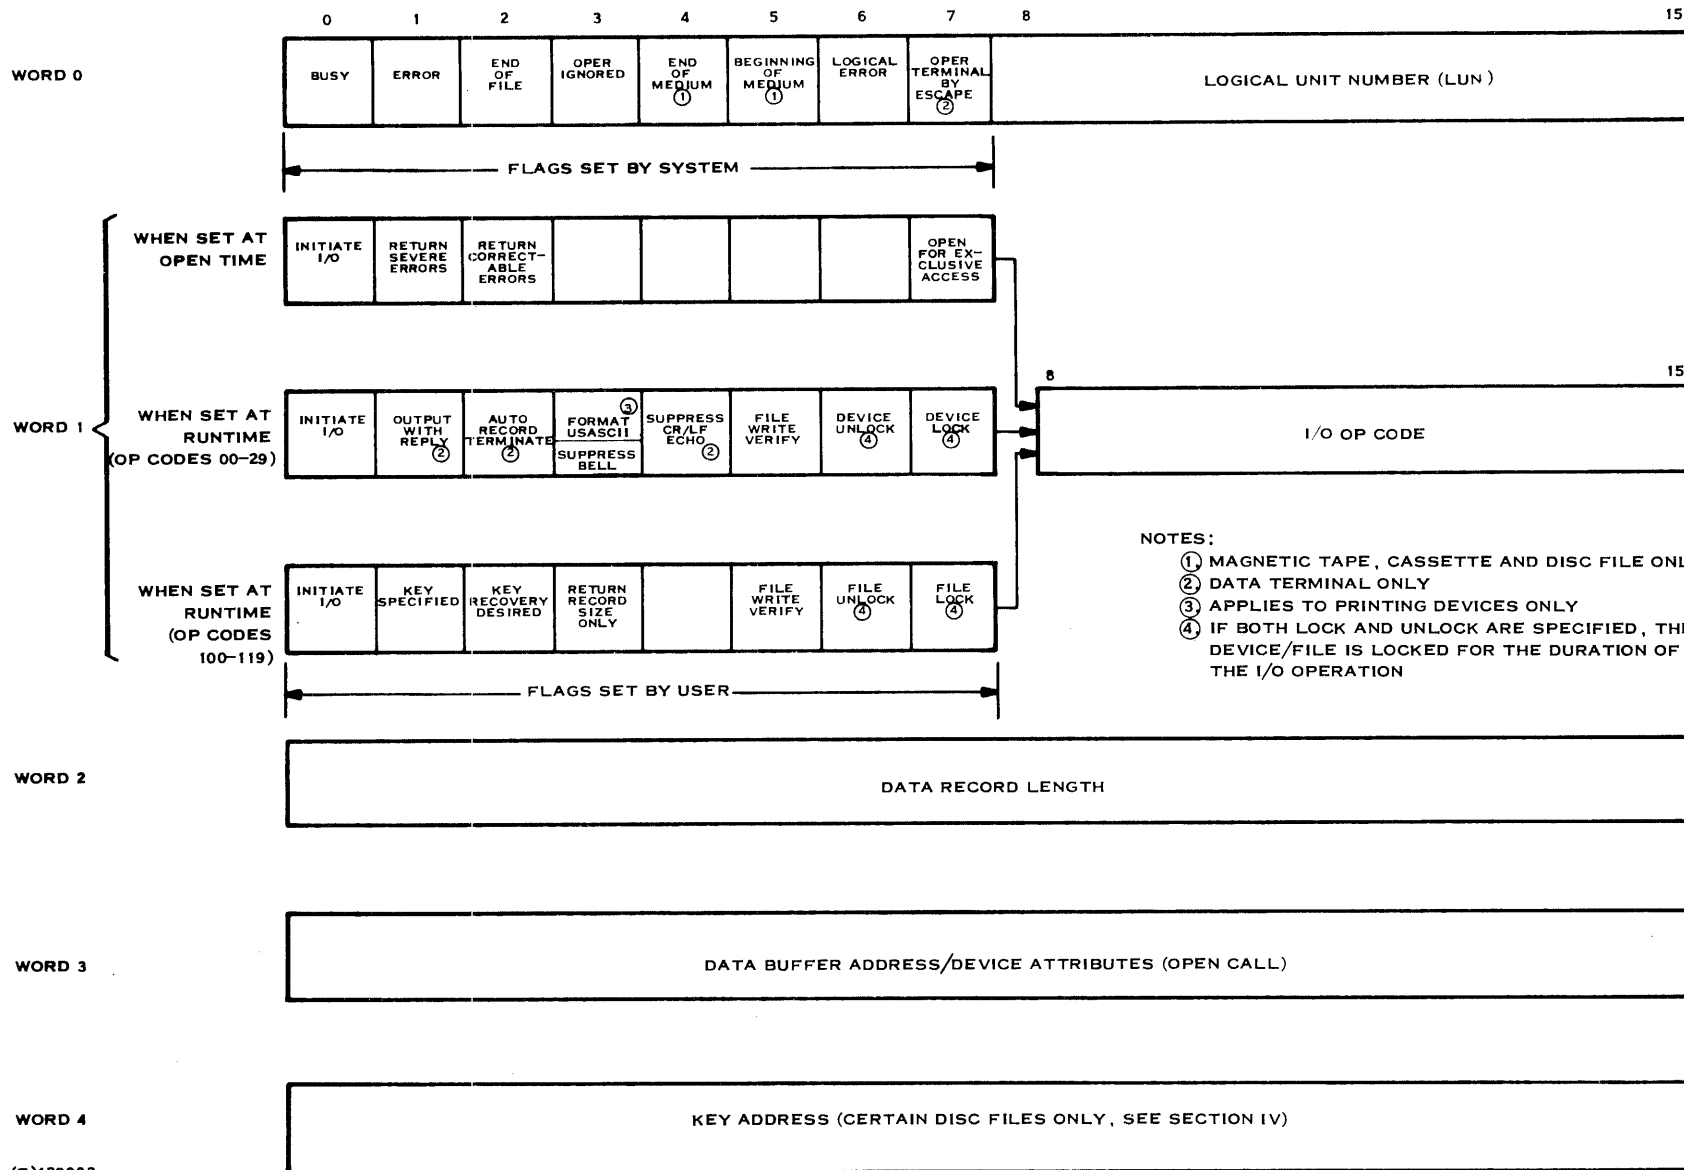 0 1 2 3 4 5 6 7 8 15
WORD 0
BUSY
ERROR
END
OF
FILE
OPER
IGNORED
END
OF
MEDIUM
①
BEGINNING
OF
MEDIUM
①
LOGICAL
ERROR
OPER
TERMINAL
BY
ESCAPE
②
LOGICAL UNIT NUMBER (LUN)
FLAGS SET BY SYSTEM
WORD 1
WHEN SET AT
OPEN TIME
INITIATE
I/O
RETURN
SEVERE
ERRORS
RETURN
CORRECT-
ABLE
ERRORS
OPEN
FOR EX-
CLUSIVE
ACCESS
WHEN SET AT
RUNTIME
(OP CODES 00-29)
INITIATE
I/O
OUTPUT
WITH
REPLY
②
AUTO
RECORD
TERMINATE
②
③
FORMAT
USASCII
SUPPRESS
BELL
SUPPRESS
CR/LF
ECHO
②
FILE
WRITE
VERIFY
DEVICE
UNLOCK
④
DEVICE
LOCK
④
8 15
I/O OP CODE
WHEN SET AT
RUNTIME
(OP CODES
100-119)
INITIATE
I/O
KEY
SPECIFIED
KEY
RECOVERY
DESIRED
RETURN
RECORD
SIZE
ONLY
FILE
WRITE
VERIFY
FILE
UNLOCK
④
FILE
LOCK
④
FLAGS SET BY USER
NOTES:
① MAGNETIC TAPE, CASSETTE AND DISC FILE ONL
② DATA TERMINAL ONLY
③ APPLIES TO PRINTING DEVICES ONLY
④ IF BOTH LOCK AND UNLOCK ARE SPECIFIED, THE
DEVICE/FILE IS LOCKED FOR THE DURATION OF
THE I/O OPERATION
WORD 2
DATA RECORD LENGTH
WORD 3
DATA BUFFER ADDRESS/DEVICE ATTRIBUTES (OPEN CALL)
WORD 4
KEY ADDRESS (CERTAIN DISC FILES ONLY, SEE SECTION IV)